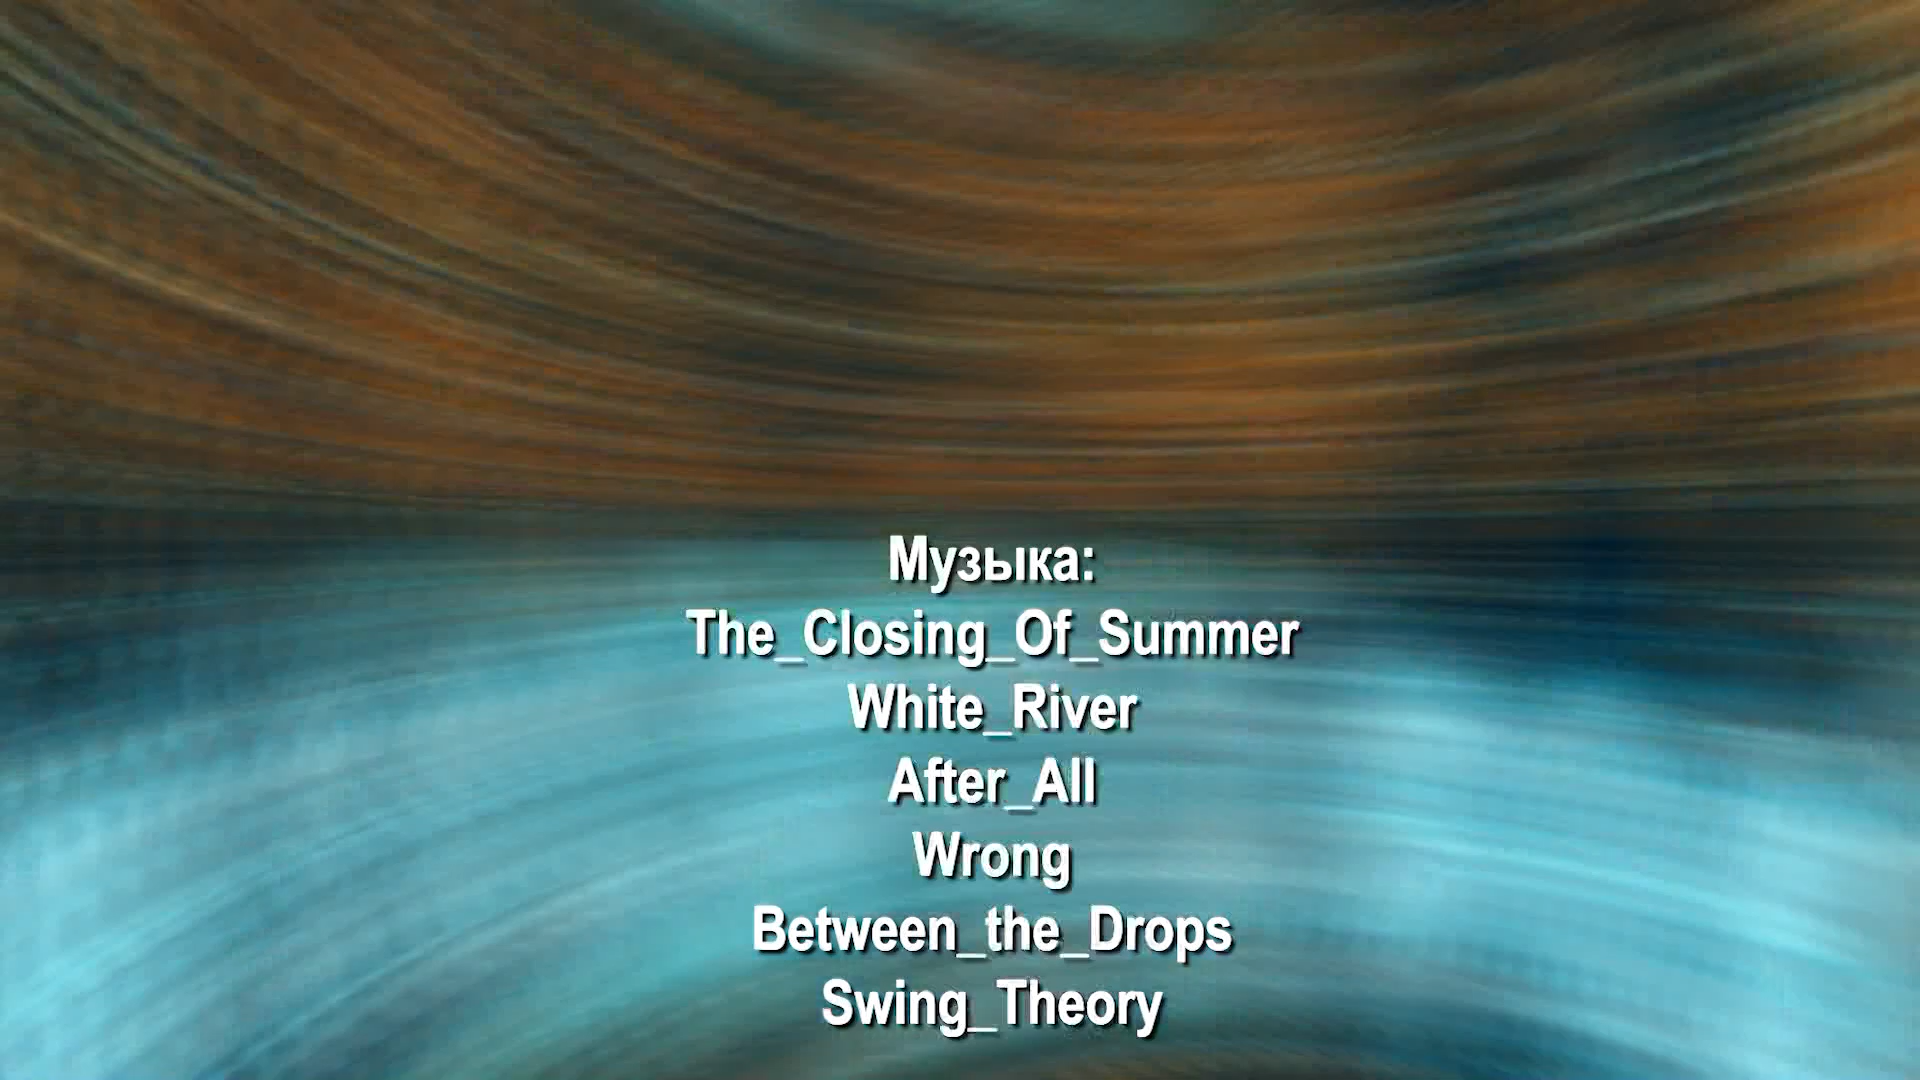 Музыка:
The_Closing_Of_Summer
White_River
After_All
Wrong
Between_the_Drops
Swing_Theory